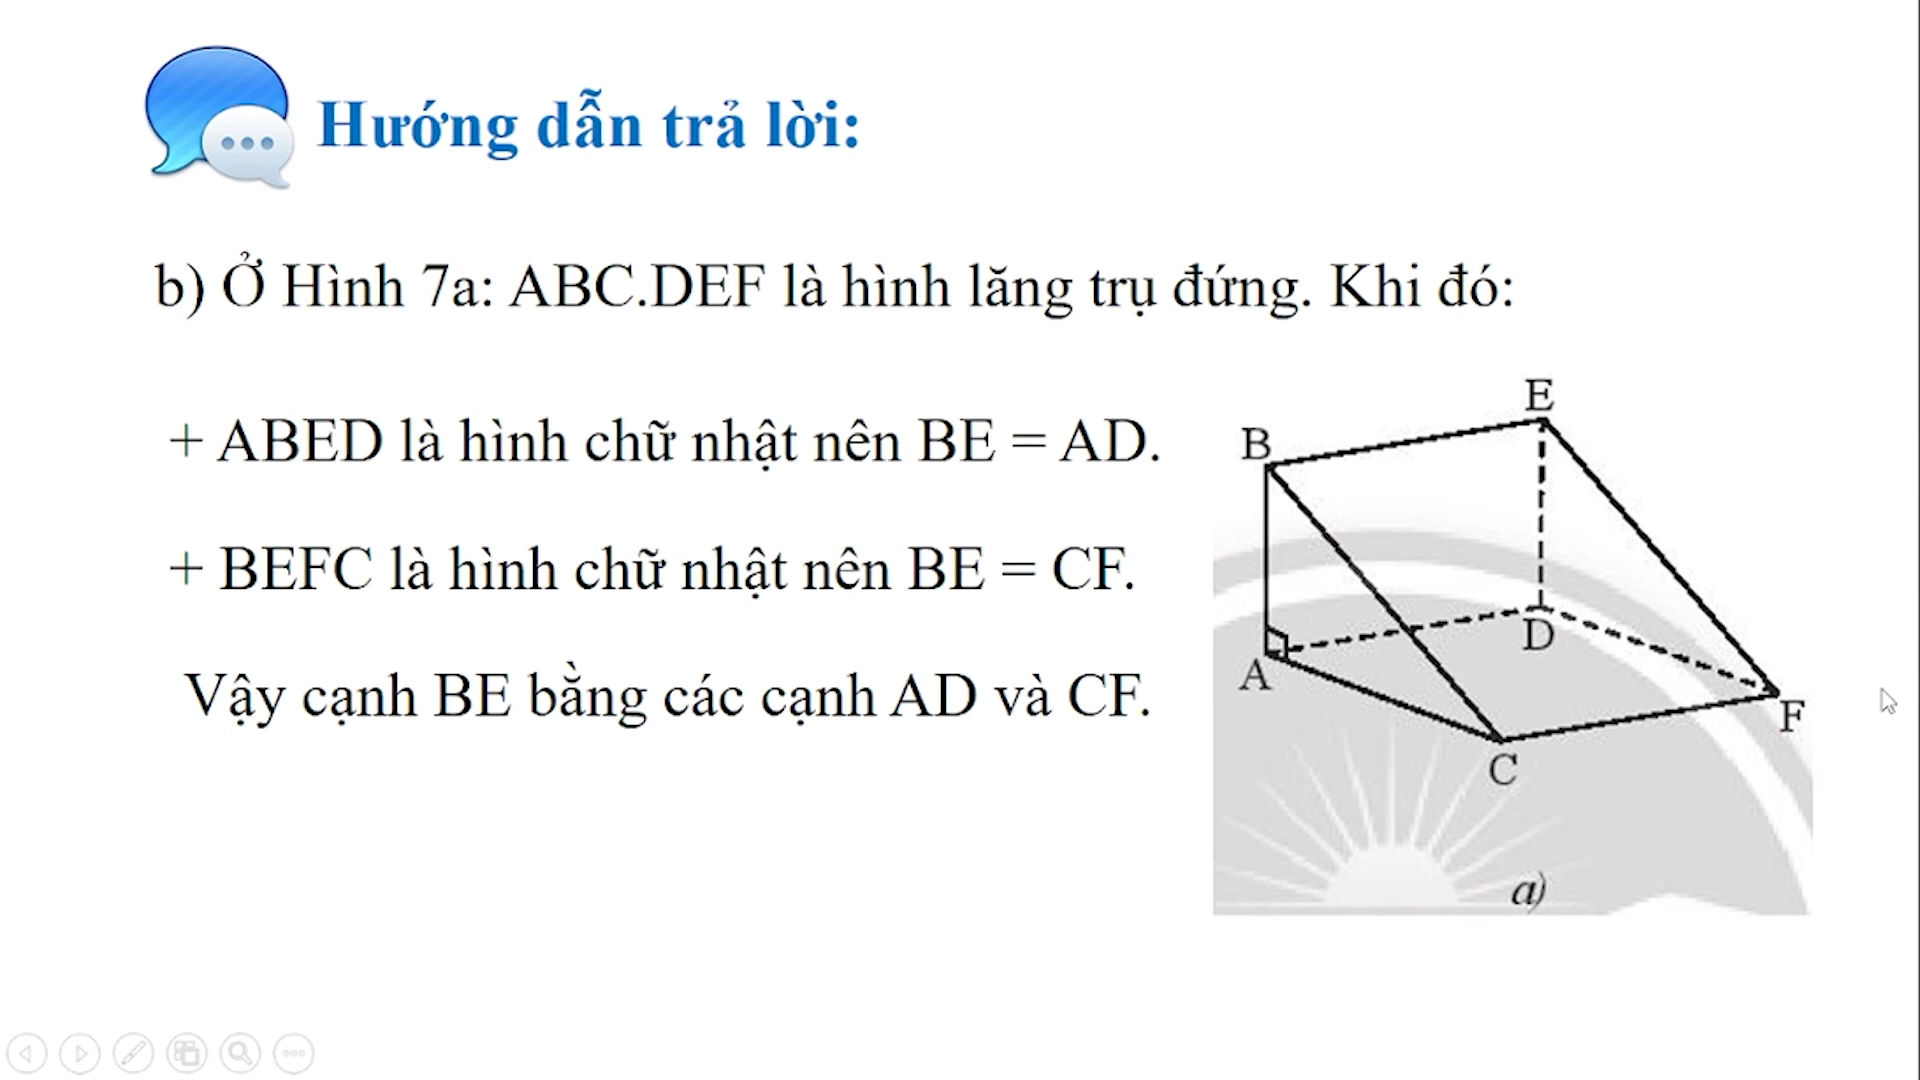 Hướng dẫn trả lời:
b) Ở Hình 7a: ABC.DEF là hình lăng trụ đứng. Khi đó:
+ ABED là hình chữ nhật nên BE = AD.
+ BEFC là hình chữ nhật nên BE = CF.
Vậy cạnh BE bằng các cạnh AD và CF.
E
B
D
A
F
C
a)